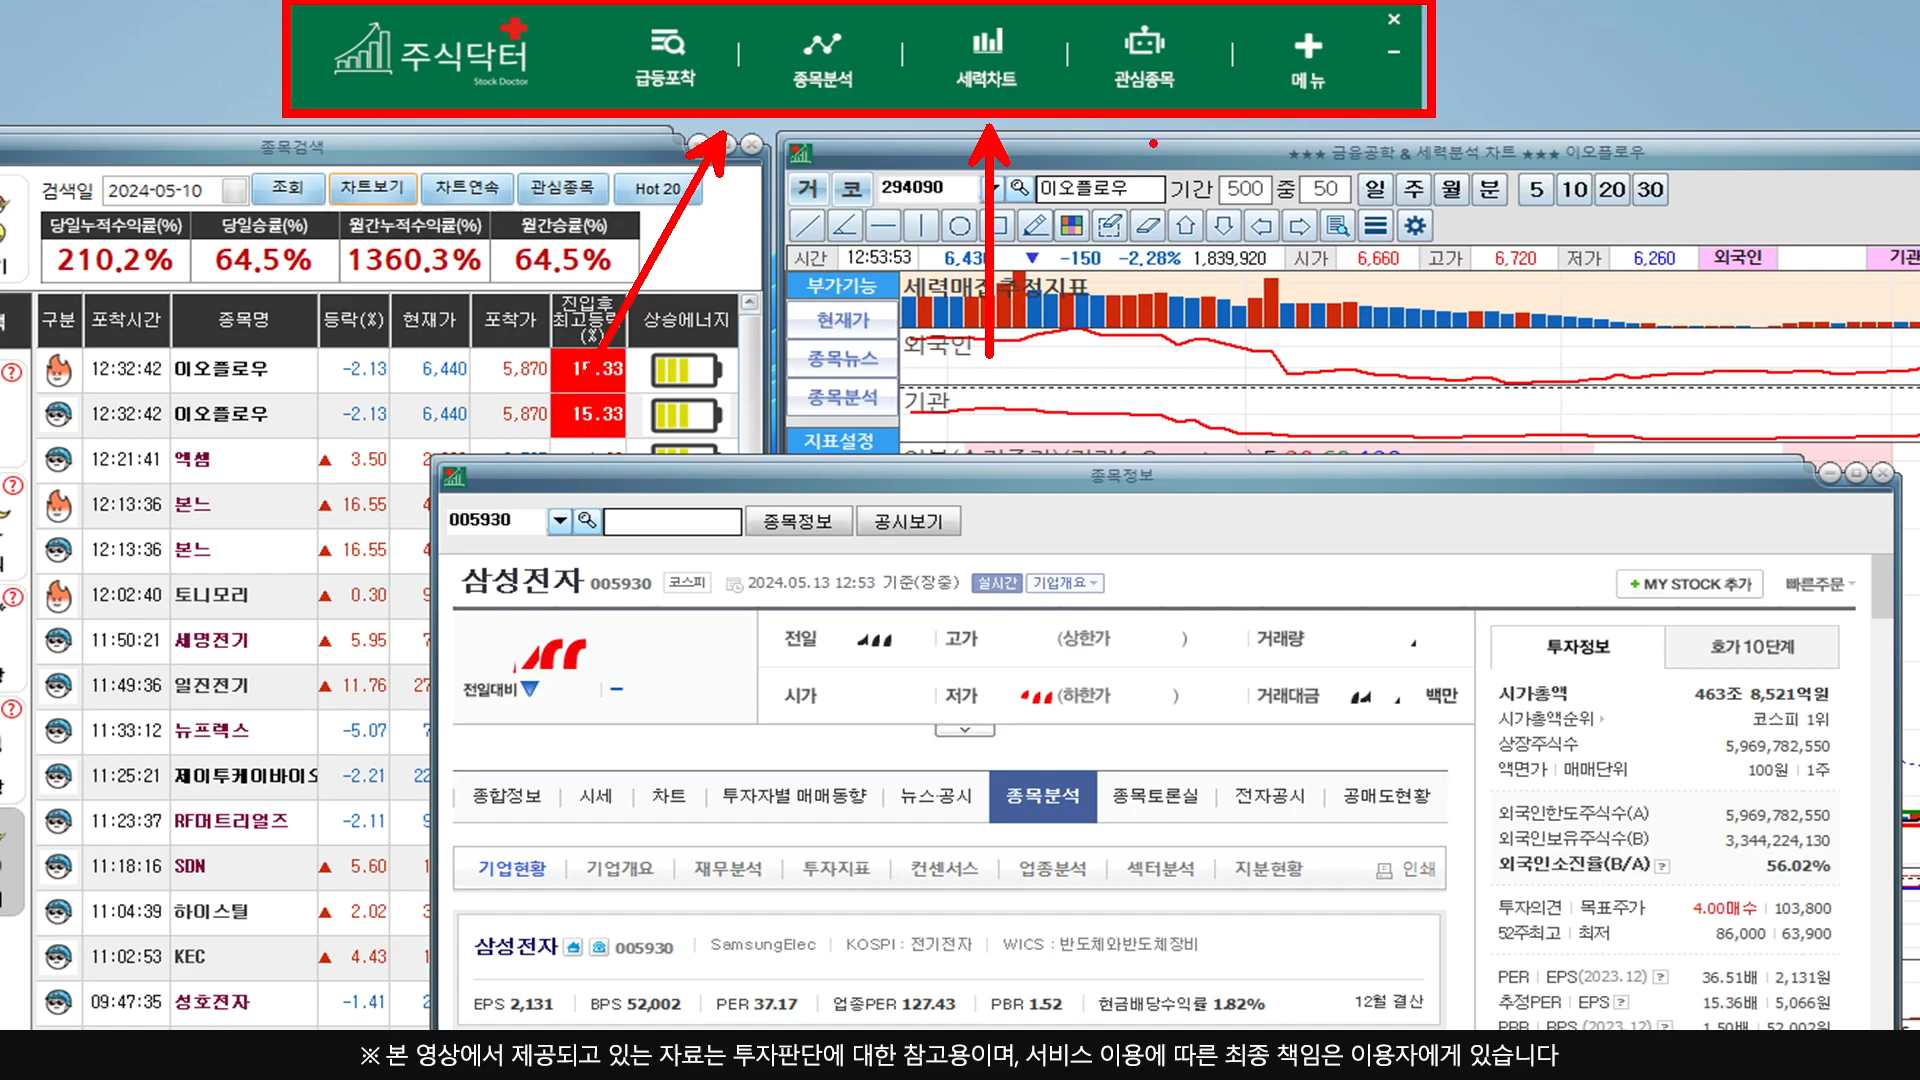 주식닥터
Stock Doctor
급등포착
종목분석
세력차트
관심종목
메뉴
종목검색
검색일 2024-05-10 조회 차트보기 차트연속 관심종목 Hot 20
당일누적수익률(%) 당일승률(%) 월간누적수익률(%) 월간승률(%)
210.2% 64.5% 1360.3% 64.5%
구분 포착시간 종목명 등락(%) 현재가 포착가 진입후 최고등락(%) 상승에너지
12:32:42 이오플로우 -2.13 6,440 5,870
12:32:42 이오플로우 -2.13 6,440 5,870 15.33
12:21:41 엑셈 ▲ 3.50
12:13:36 본느 ▲ 16.55
12:13:36 본느 ▲ 16.55
12:02:40 토니모리 ▲ 0.30
11:50:21 세명전기 ▲ 5.95
11:49:36 일진전기 ▲ 11.76
11:33:12 뉴프렉스 -5.07
11:25:21 제이투케이바이오 -2.21
11:23:37 RF머트리얼즈 -2.11
11:18:16 SDN ▲ 5.60
11:04:39 하이스틸 ▲ 2.02
11:02:53 KEC ▲ 4.43
09:47:35 성호전자 -1.41
★★★ 금융공학 & 세력분석 차트 ★★★ 이오플로우
거 코 294090 이오플로우 기간 500 중 50 일 주 월 분 5 10 20 30
시간 12:53:53 ▼ -150 -2.28% 1,839,920 시가 6,660 고가 6,720 저가 6,260 외국인 기관
부가기능
현재가
종목뉴스
종목분석
지표설정
세력매집추정지표
외국인
기관
종목정보
005930 종목정보 공시보기
삼성전자 005930 코스피 2024.05.13 12:53 기준(장중) 실시간 기업개요
+ MY STOCK 추가 빠른주문
전일 고가 (상한가 ) 거래량
전일대비 ▼
시가 저가 (하한가 ) 거래대금 백만
종합정보 시세 차트 투자자별 매매동향 뉴스·공시 종목분석 종목토론실 전자공시 공매도현황
기업현황 기업개요 재무분석 투자지표 컨센서스 업종분석 섹터분석 지분현황 인쇄
삼성전자 005930 SamsungElec KOSPI : 전기전자 WICS : 반도체와반도체장비
EPS 2,131 BPS 52,002 PER 37.17 업종PER 127.43 PBR 1.52 현금배당수익률 1.82% 12월 결산
투자정보 호가 10단계
시가총액 463조 8,521억원
시가총액순위 코스피 1위
상장주식수 5,969,782,550
액면가 | 매매단위 100원 | 1주
외국인한도주식수(A) 5,969,782,550
외국인보유주식수(B) 3,344,224,130
외국인소진율(B/A) ? 56.02%
투자의견 | 목표주가 4.00매수 | 103,800
52주최고 | 최저 86,000 | 63,900
PER | EPS(2023.12) ? 36.51배 | 2,131원
추정PER | EPS ? 15.36배 | 5,066원
PBR | BPS (2023.12) ? 1.50배 | 52,002원
※ 본 영상에서 제공되고 있는 자료는 투자판단에 대한 참고용이며, 서비스 이용에 따른 최종 책임은 이용자에게 있습니다